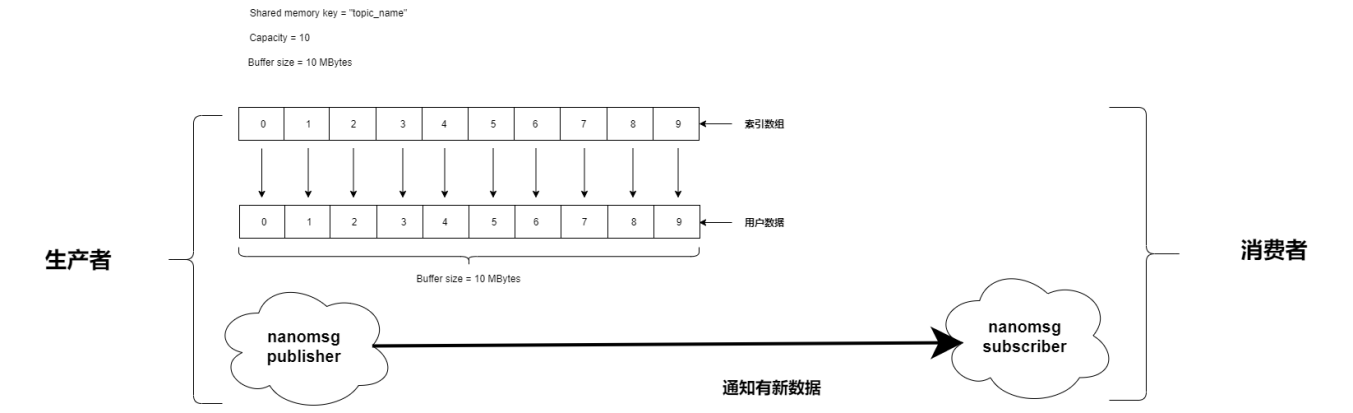 Shared memory key = "topic_name"
Capacity = 10
Buffer size = 10 MBytes
0 1 2 3 4 5 6 7 8 9
索引数组
0 1 2 3 4 5 6 7 8 9
用户数据
Buffer size = 10 MBytes
生产者
消费者
nanomsg
publisher
nanomsg
subscriber
通知有新数据